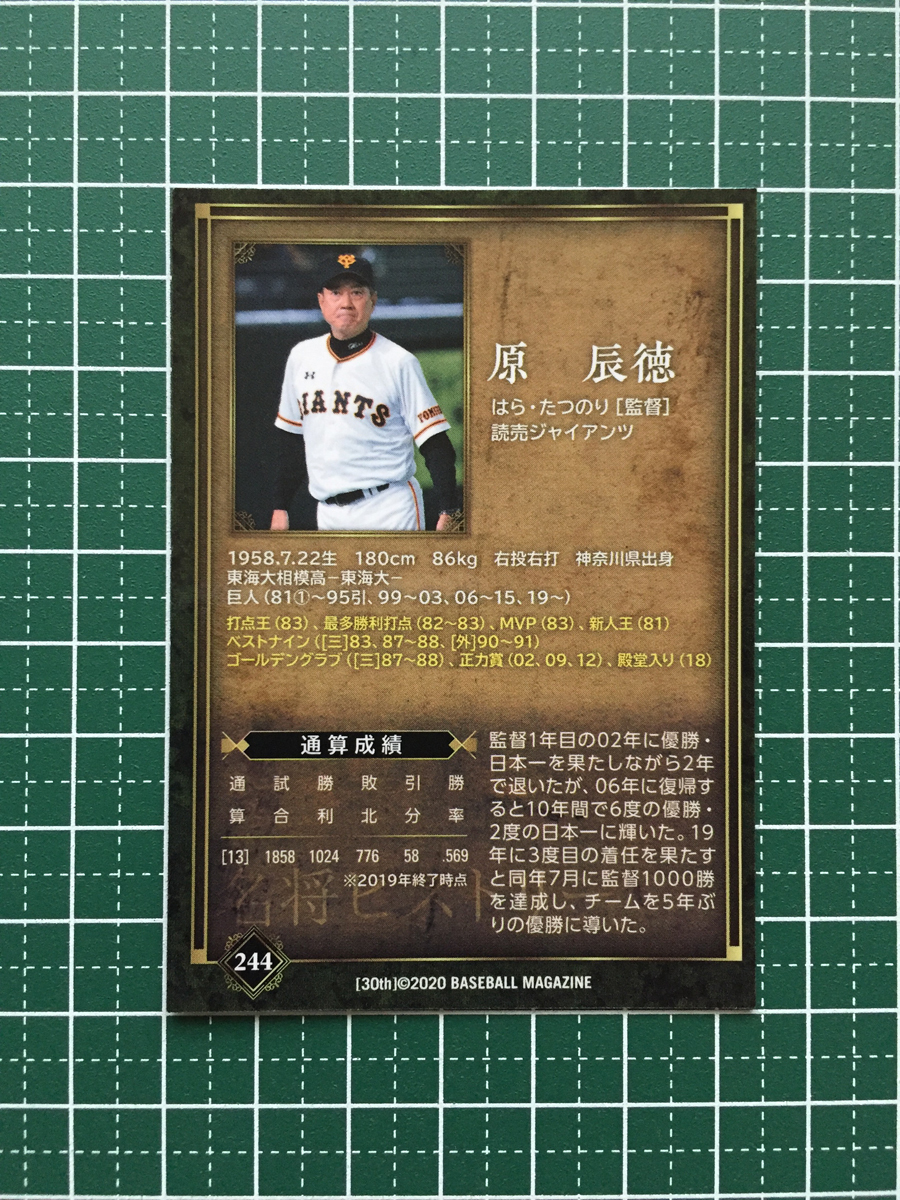 原 辰徳
はら・たつのり［監督］
読売ジャイアンツ
GIANTS
1958.7.22生 180cm 86kg 右投右打 神奈川県出身
東海大相模高－東海大－
巨人（81①～95引、99～03、06～15、19～）
打点王（83）、最多勝利打点（82～83）、MVP（83）、新人王（81）
ベストナイン（[三]83、87～88、[外]90～91）
ゴールデングラブ（[三]87～88）、正力賞（02、09、12）、殿堂入り（18）
通算成績
通 試 勝 敗 引 勝
算 合 利 北 分 率
[13] 1858 1024 776 58 .569
※2019年終了時点
監督1年目の02年に優勝・
日本一を果たしながら2年
で退いたが、06年に復帰す
ると10年間で6度の優勝・
2度の日本一に輝いた。19
年に3度目の着任を果たす
と同年7月に監督1000勝
を達成し、チームを5年ぶ
りの優勝に導いた。
244
[30th]©2020 BASEBALL MAGAZINE